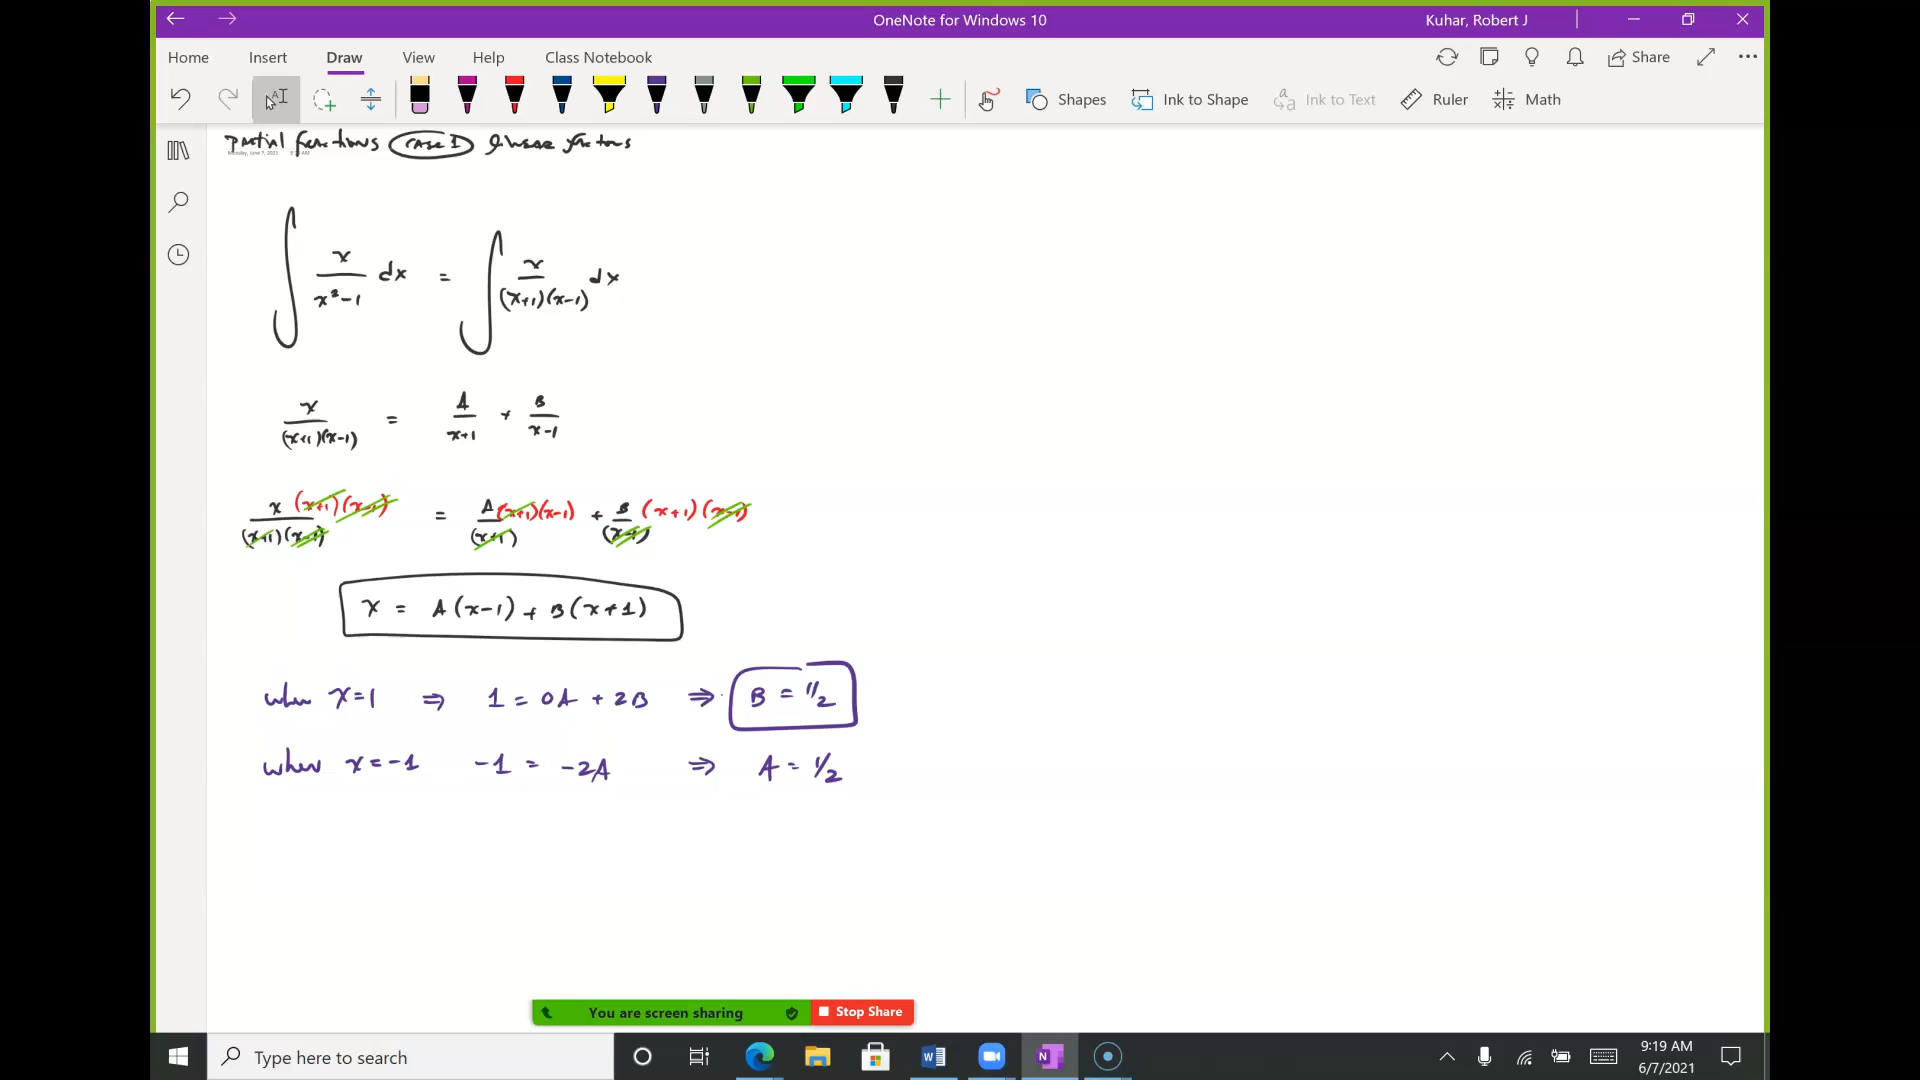 OneNote for Windows 10 Kuhar, Robert J
Home Insert Draw View Help Class Notebook Share
Shapes Ink to Shape Ink to Text Ruler Math
Partial fractions CASE I linear factors
Monday, June 7, 2021
∫ x/(x²-1) dx = ∫ x/((x+1)(x-1)) dx
x/((x+1)(x-1)) = A/(x+1) + B/(x-1)
x(x+1)(x-1)/((x+1)(x-1)) = A(x+1)(x-1)/(x+1) + B(x+1)(x-1)/(x-1)
x = A(x-1) + B(x+1)
when x=1 ⇒ 1 = 0A + 2B ⇒ B = 1/2
when x=-1 -1 = -2A ⇒ A = 1/2
You are screen sharing Stop Share
Type here to search
9:19 AM
6/7/2021